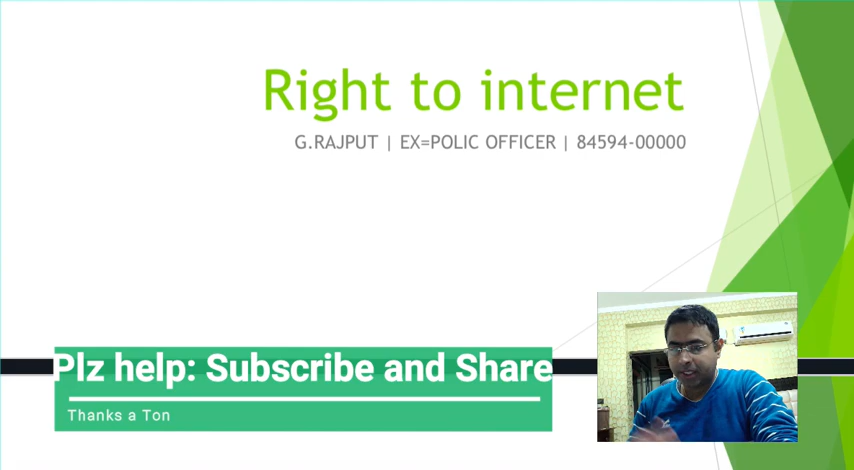 Right to internet
G.RAJPUT | EX=POLIC OFFICER | 84594-00000
Plz help: Subscribe and Share
Thanks a Ton